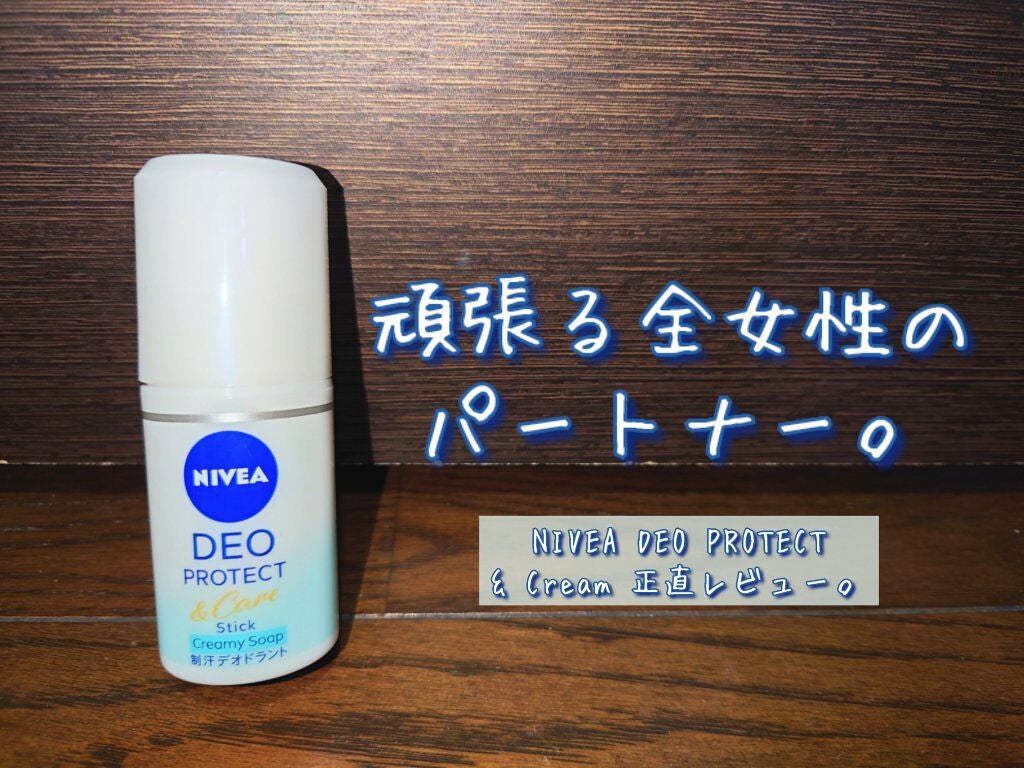 頑張る全女性の
パートナー。
NIVEA DEO PROTECT
& Cream 正直レビュー。
NIVEA
DEO
PROTECT
& Care
Stick
Creamy Soap
制汗デオドラント